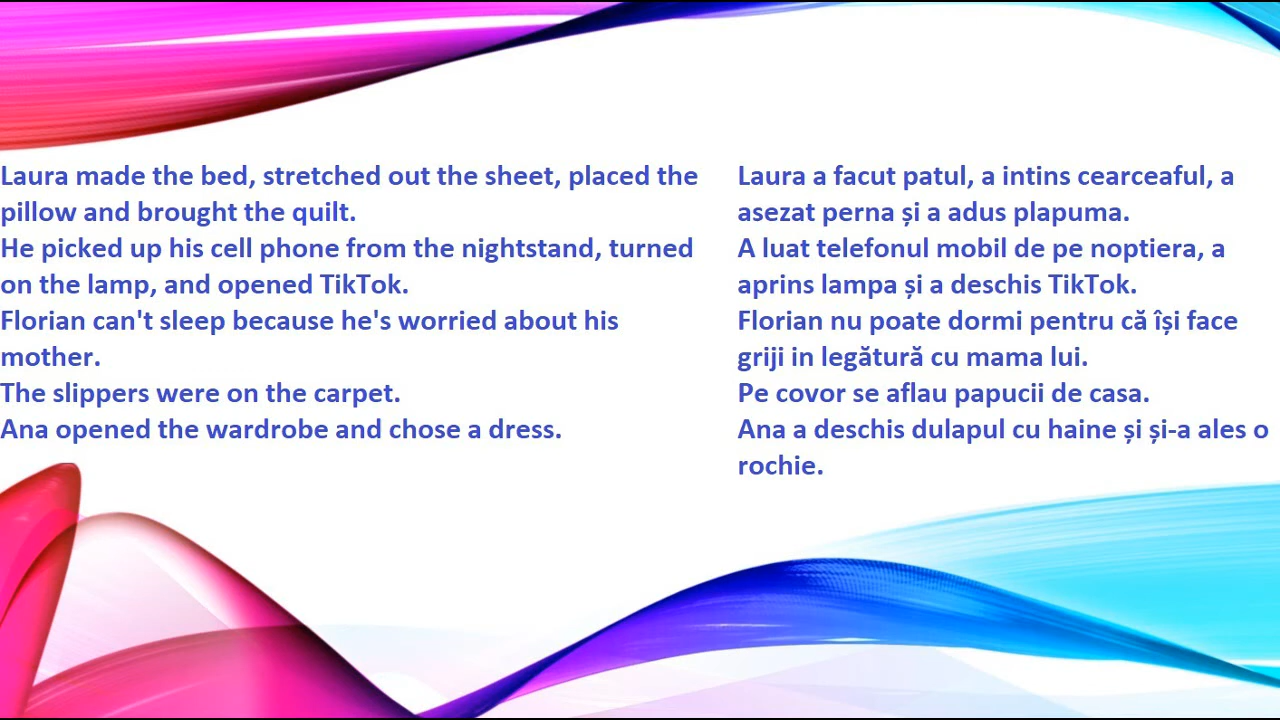 Laura made the bed, stretched out the sheet, placed the
pillow and brought the quilt.
He picked up his cell phone from the nightstand, turned
on the lamp, and opened TikTok.
Florian can't sleep because he's worried about his
mother.
The slippers were on the carpet.
Ana opened the wardrobe and chose a dress.
Laura a facut patul, a intins cearceaful, a
asezat perna și a adus plapuma.
A luat telefonul mobil de pe noptiera, a
aprins lampa și a deschis TikTok.
Florian nu poate dormi pentru că își face
griji in legătură cu mama lui.
Pe covor se aflau papucii de casa.
Ana a deschis dulapul cu haine și și-a ales o
rochie.